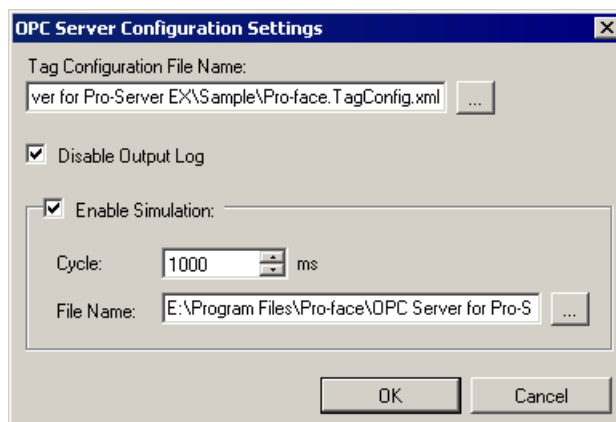 OPC Server Configuration Settings
Tag Configuration File Name:
ver for Pro-Server EX\Sample\Pro-face.TagConfig.xml ...
Disable Output Log
Enable Simulation:
Cycle: 1000 ms
File Name: E:\Program Files\Pro-face\OPC Server for Pro-S ...
OK Cancel